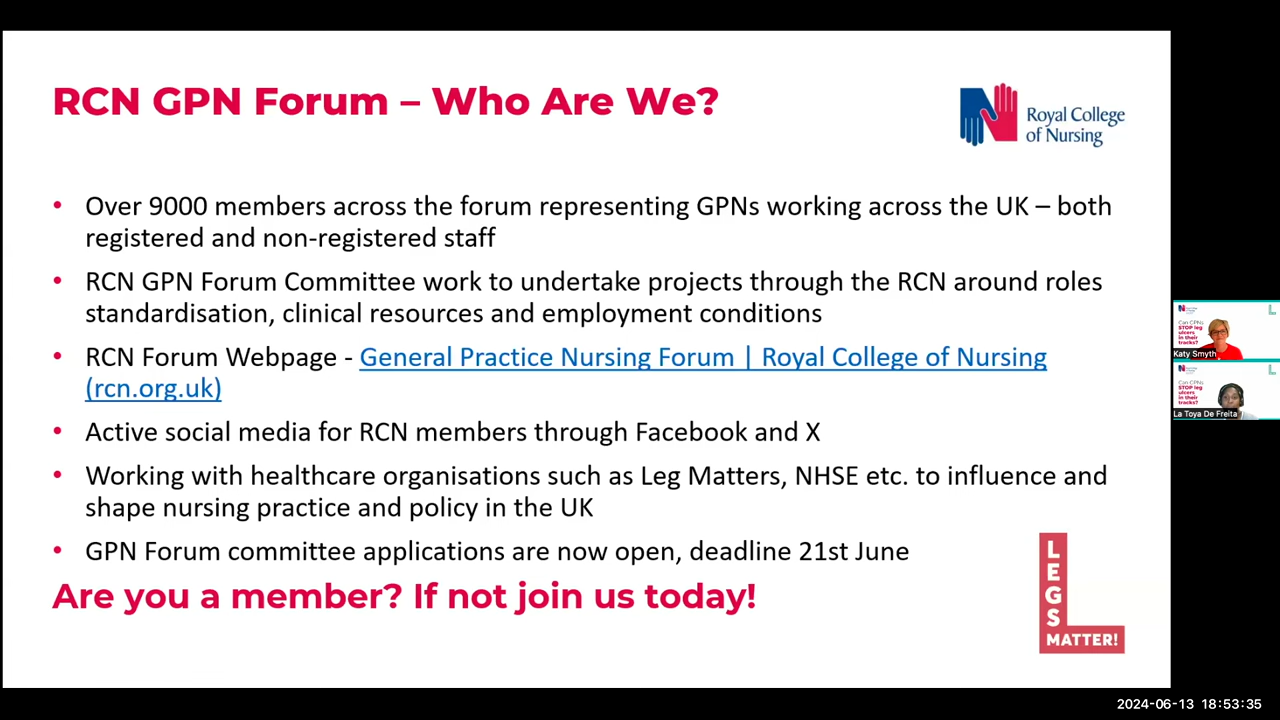 RCN GPN Forum – Who Are We?
Royal College
of Nursing
• Over 9000 members across the forum representing GPNs working across the UK – both
registered and non-registered staff
• RCN GPN Forum Committee work to undertake projects through the RCN around roles
standardisation, clinical resources and employment conditions
• RCN Forum Webpage - General Practice Nursing Forum | Royal College of Nursing
(rcn.org.uk)
• Active social media for RCN members through Facebook and X
• Working with healthcare organisations such as Leg Matters, NHSE etc. to influence and
shape nursing practice and policy in the UK
• GPN Forum committee applications are now open, deadline 21st June
Are you a member? If not join us today!
LEGS
MATTER!
Can GPNs
STOP leg
ulcers
in their
tracks?
Katy Smyth
Can GPNs
STOP leg
ulcers
in their
tracks?
La Toya De Freita
2024-06-13 18:53:35